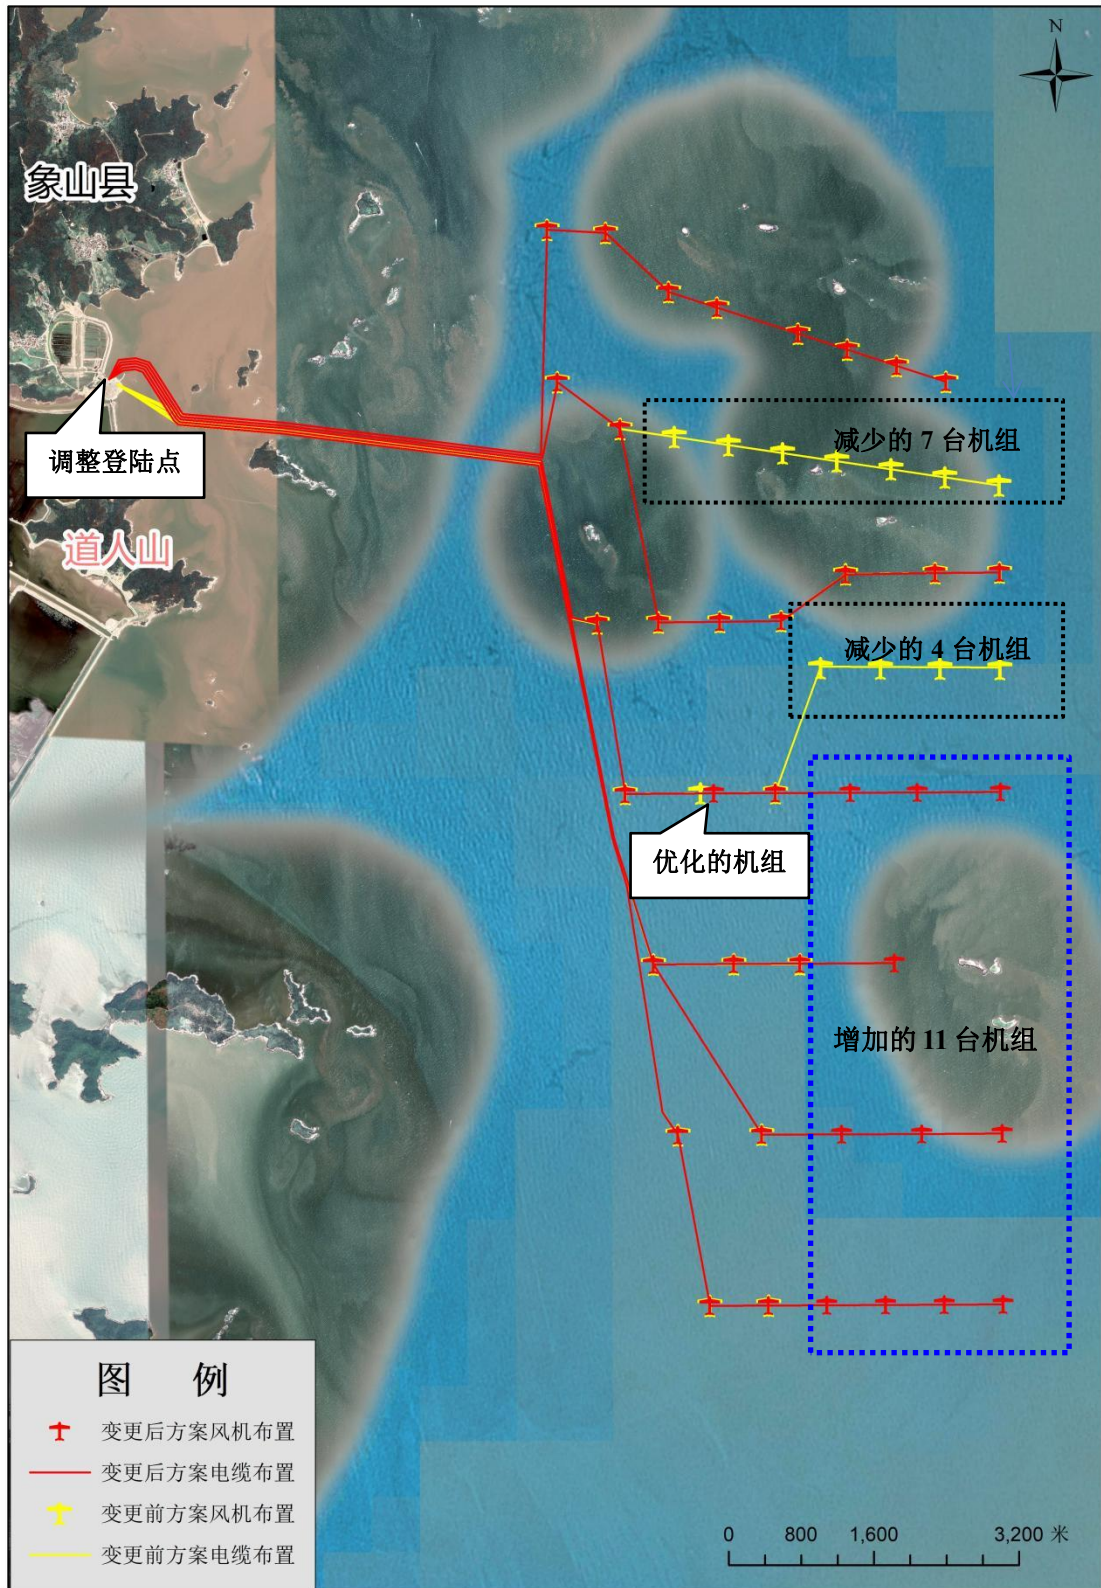 N
象山县
减少的 7 台机组
调整登陆点
道人山
减少的 4 台机组
优化的机组
增加的 11 台机组
图 例
变更后方案风机布置
变更后方案电缆布置
变更前方案风机布置
变更前方案电缆布置
0 800 1,600 3,200 米